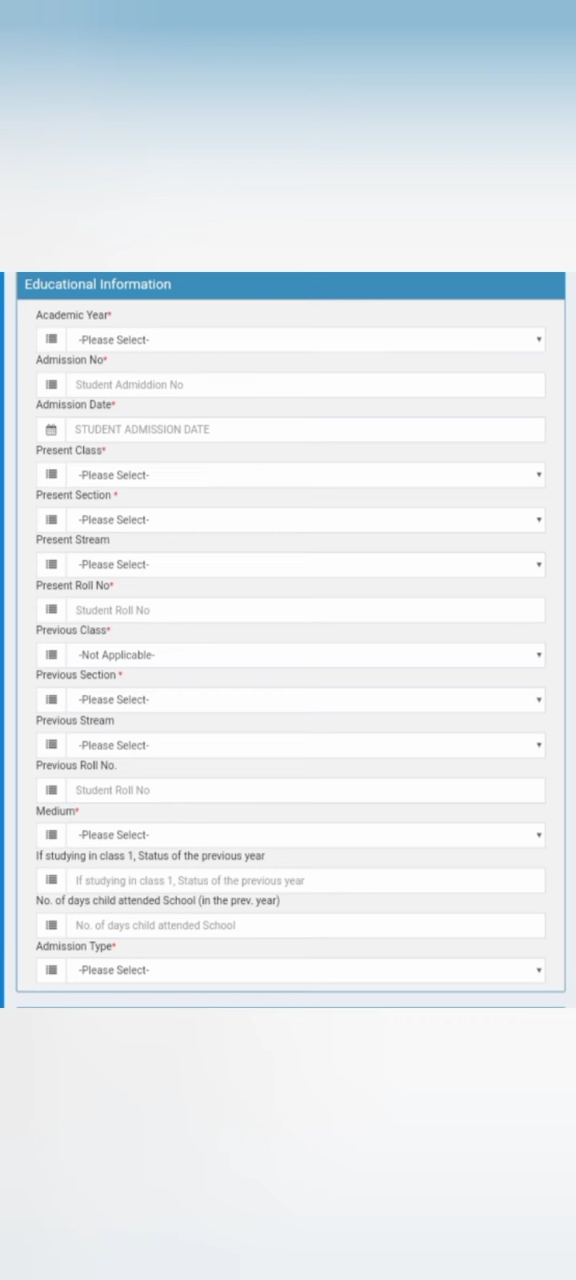 Educational Information
Academic Year*
-Please Select-
Admission No*
Student Admiddion No
Admission Date*
STUDENT ADMISSION DATE
Present Class*
-Please Select-
Present Section *
-Please Select-
Present Stream
-Please Select-
Present Roll No*
Student Roll No
Previous Class*
-Not Applicable-
Previous Section *
-Please Select-
Previous Stream
-Please Select-
Previous Roll No.
Student Roll No
Medium*
-Please Select-
If studying in class 1, Status of the previous year
If studying in class 1, Status of the previous year
No. of days child attended School (in the prev. year)
No. of days child attended School
Admission Type*
-Please Select-